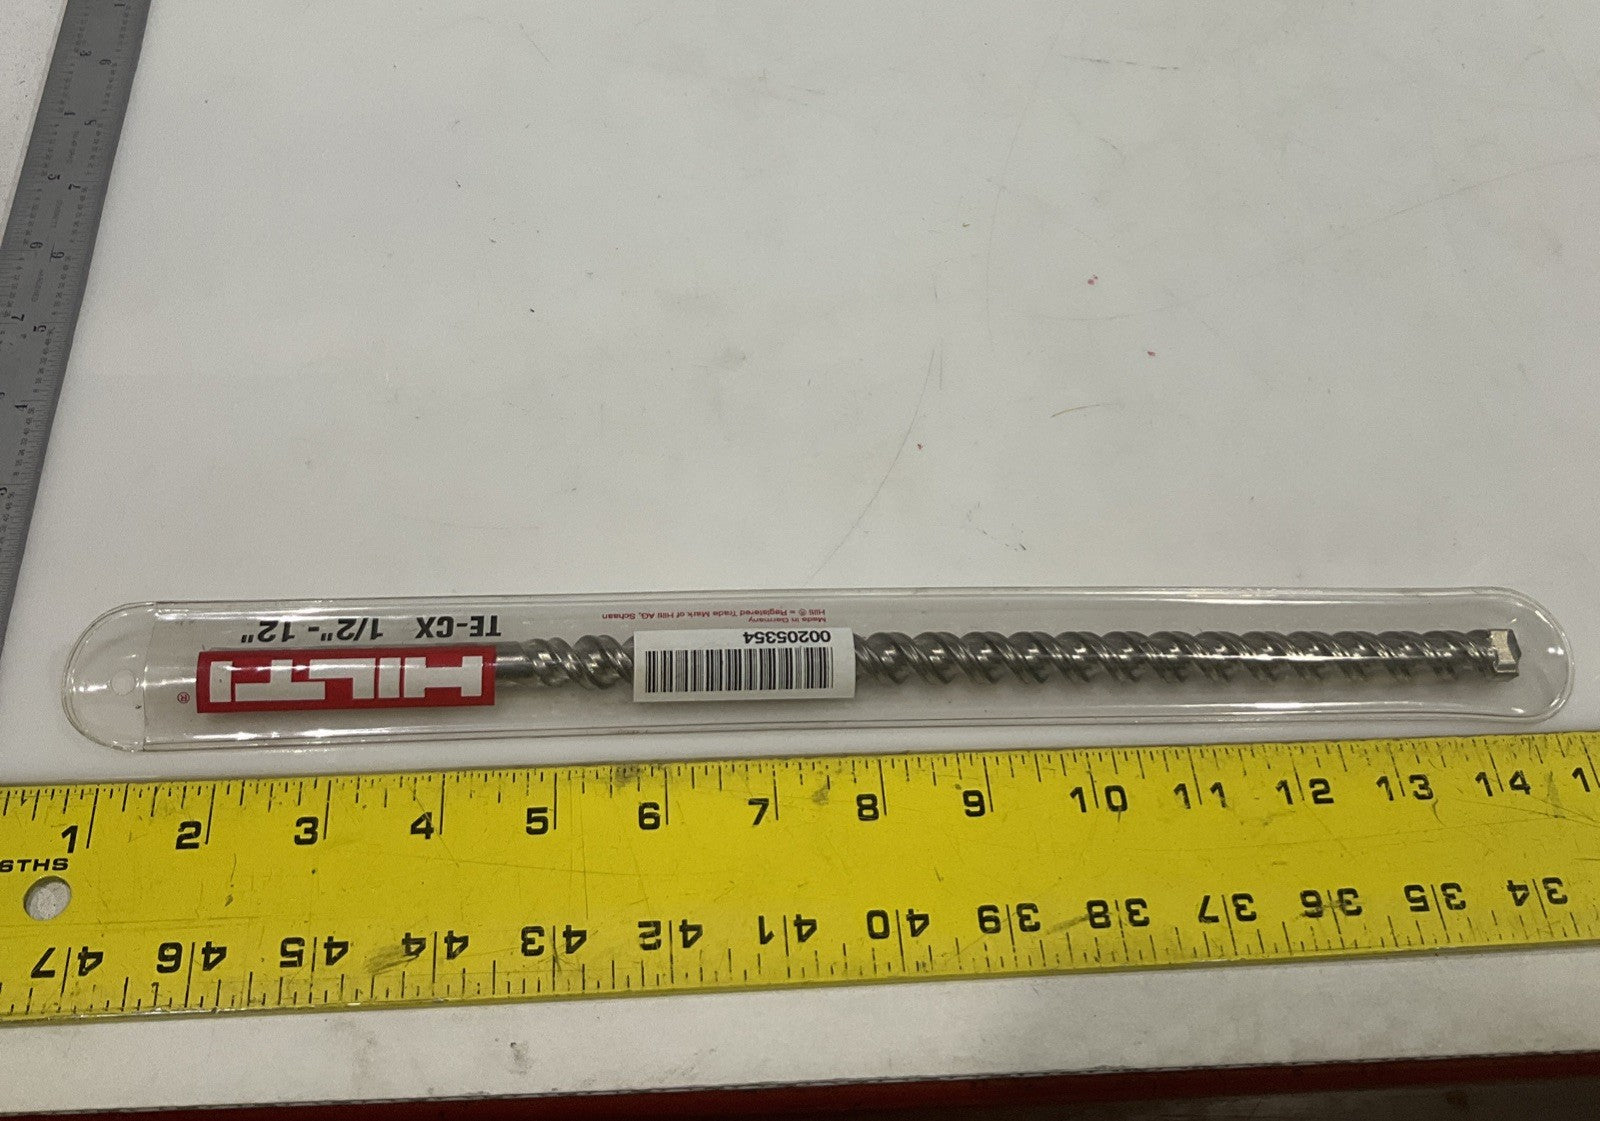 TE-CX 1/2" - 12"
HILTI ®
Made in Germany
Hilti ® = Registered Trade Mark of Hilti AG, Schaan
00205354
1 2 3 4 5 6 7 8 9 10 11 12 13 14 1
6THS
47 46 45 44 43 42 41 40 39 38 37 36 35 34